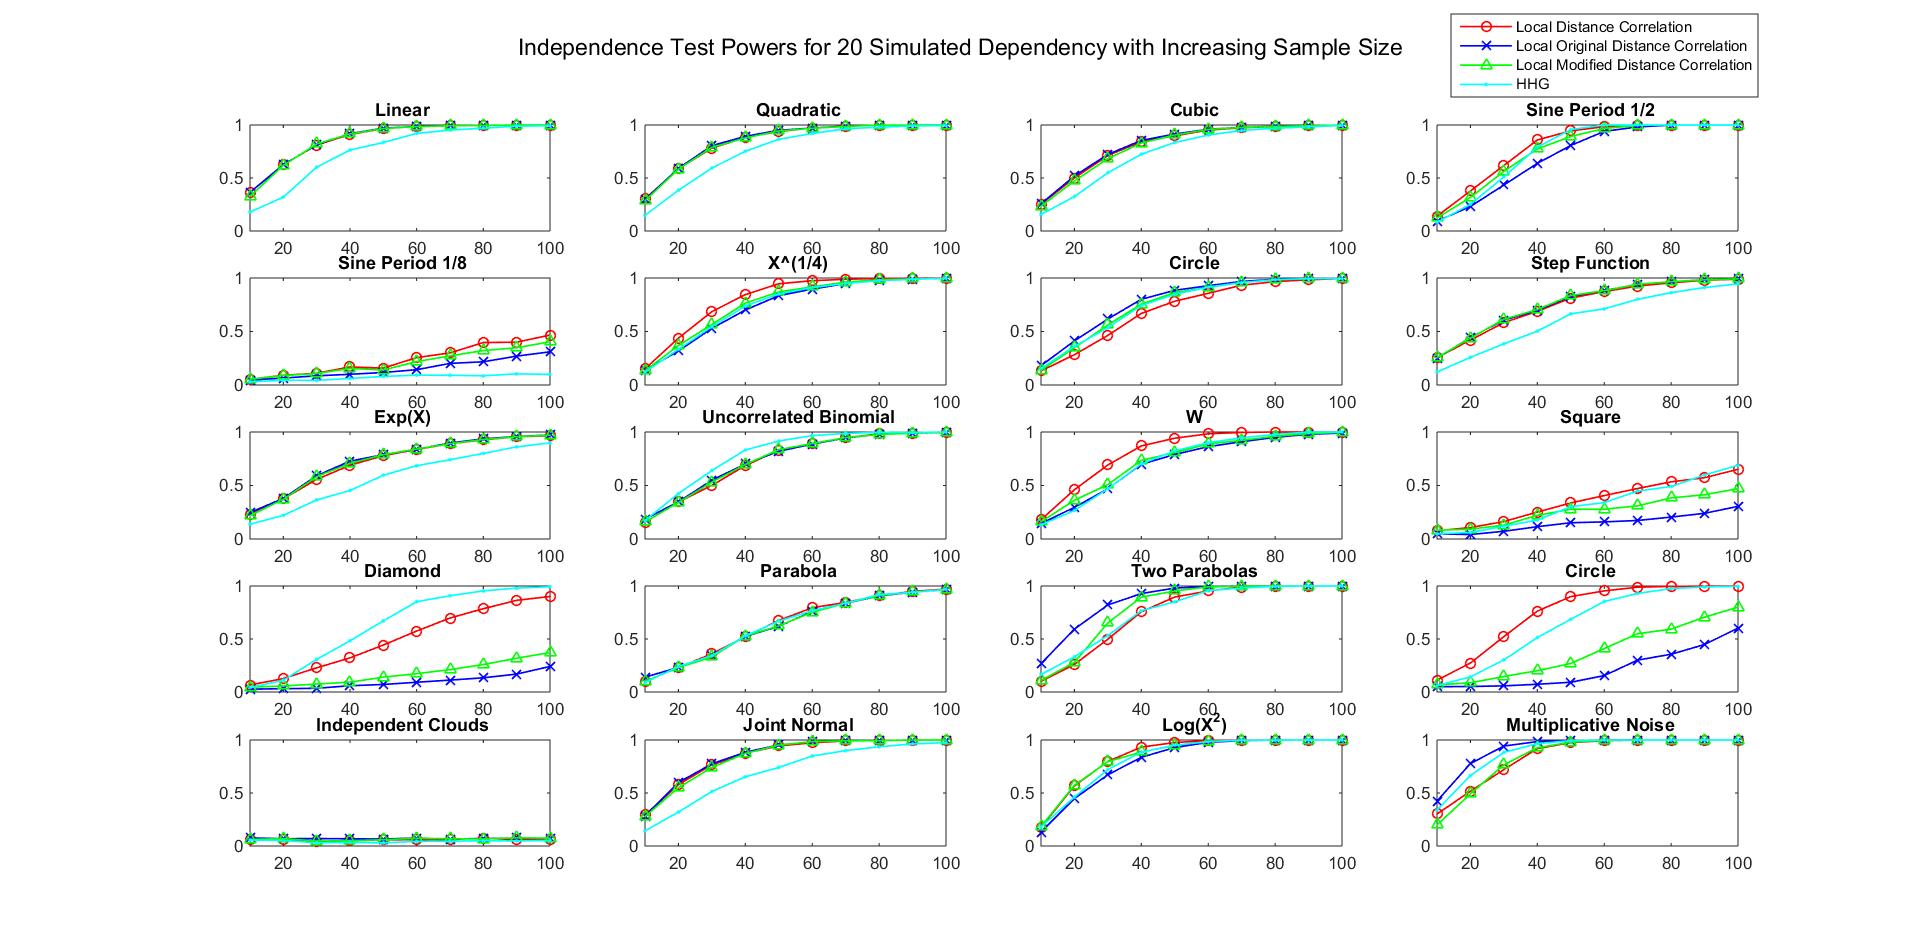 Independence Test Powers for 20 Simulated Dependency with Increasing Sample Size
Local Distance Correlation
Local Original Distance Correlation
Local Modified Distance Correlation
HHG
Linear
1
0.5
0
20 40 60 80 100
Quadratic
1
0.5
0
20 40 60 80 100
Cubic
1
0.5
0
20 40 60 80 100
Sine Period 1/2
1
0.5
0
20 40 60 80 100
Sine Period 1/8
1
0.5
0
20 40 60 80 100
X^(1/4)
1
0.5
0
20 40 60 80 100
Circle
1
0.5
0
20 40 60 80 100
Step Function
1
0.5
0
20 40 60 80 100
Exp(X)
1
0.5
0
20 40 60 80 100
Uncorrelated Binomial
1
0.5
0
20 40 60 80 100
W
1
0.5
0
20 40 60 80 100
Square
1
0.5
0
20 40 60 80 100
Diamond
1
0.5
0
20 40 60 80 100
Parabola
1
0.5
0
20 40 60 80 100
Two Parabolas
1
0.5
0
20 40 60 80 100
Circle
1
0.5
0
20 40 60 80 100
Independent Clouds
1
0.5
0
20 40 60 80 100
Joint Normal
1
0.5
0
20 40 60 80 100
Log(X²)
1
0.5
0
20 40 60 80 100
Multiplicative Noise
1
0.5
0
20 40 60 80 100